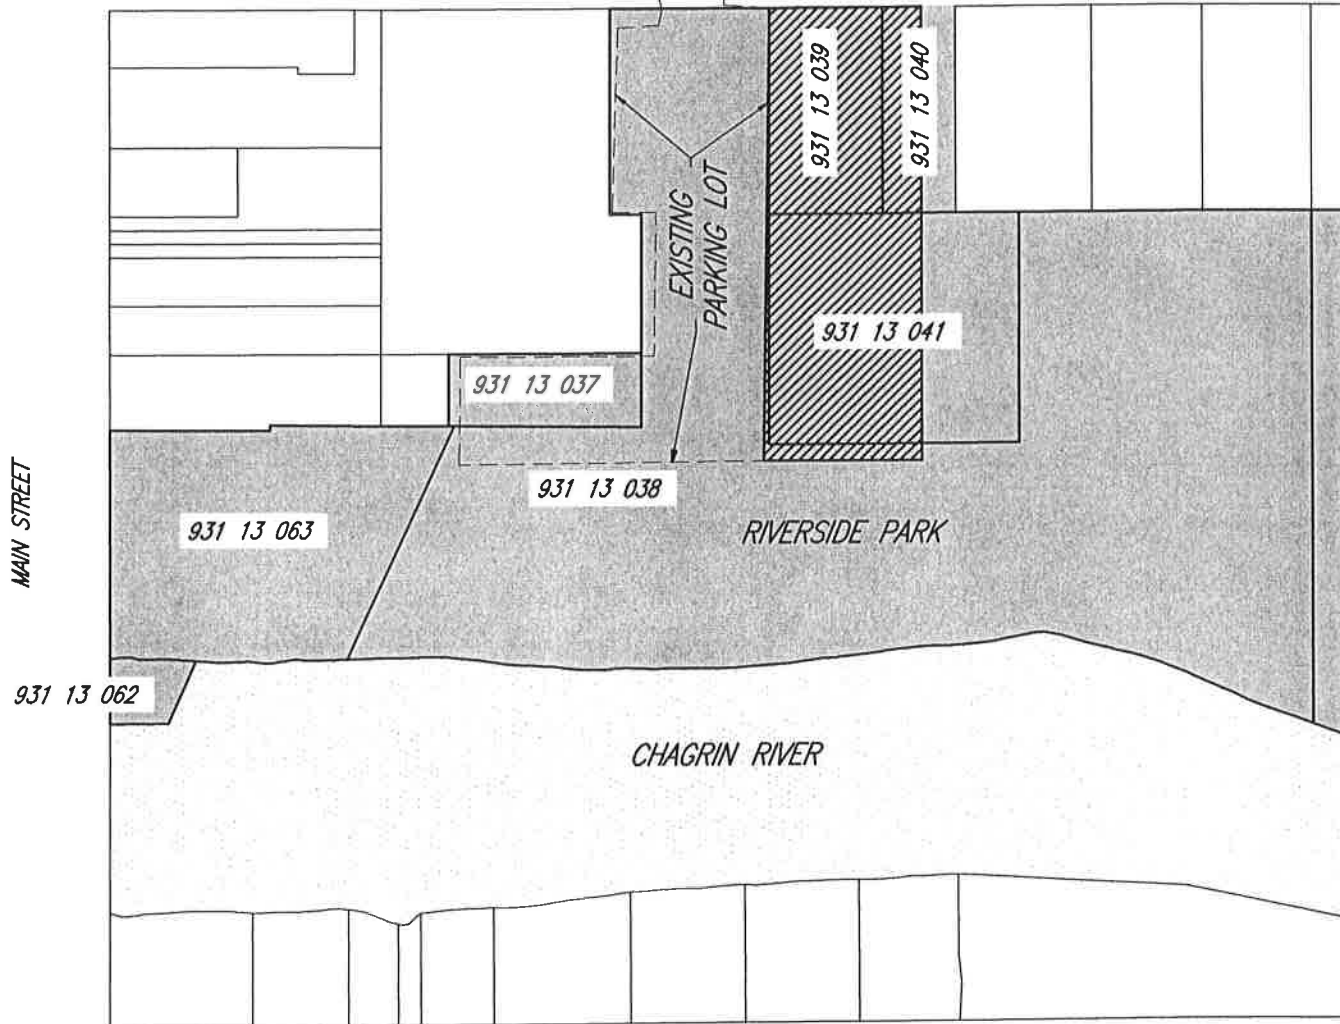 931 13 039
931 13 040
EXISTING
PARKING LOT
931 13 041
931 13 037
931 13 038
MAIN STREET
931 13 063
RIVERSIDE PARK
931 13 062
CHAGRIN RIVER